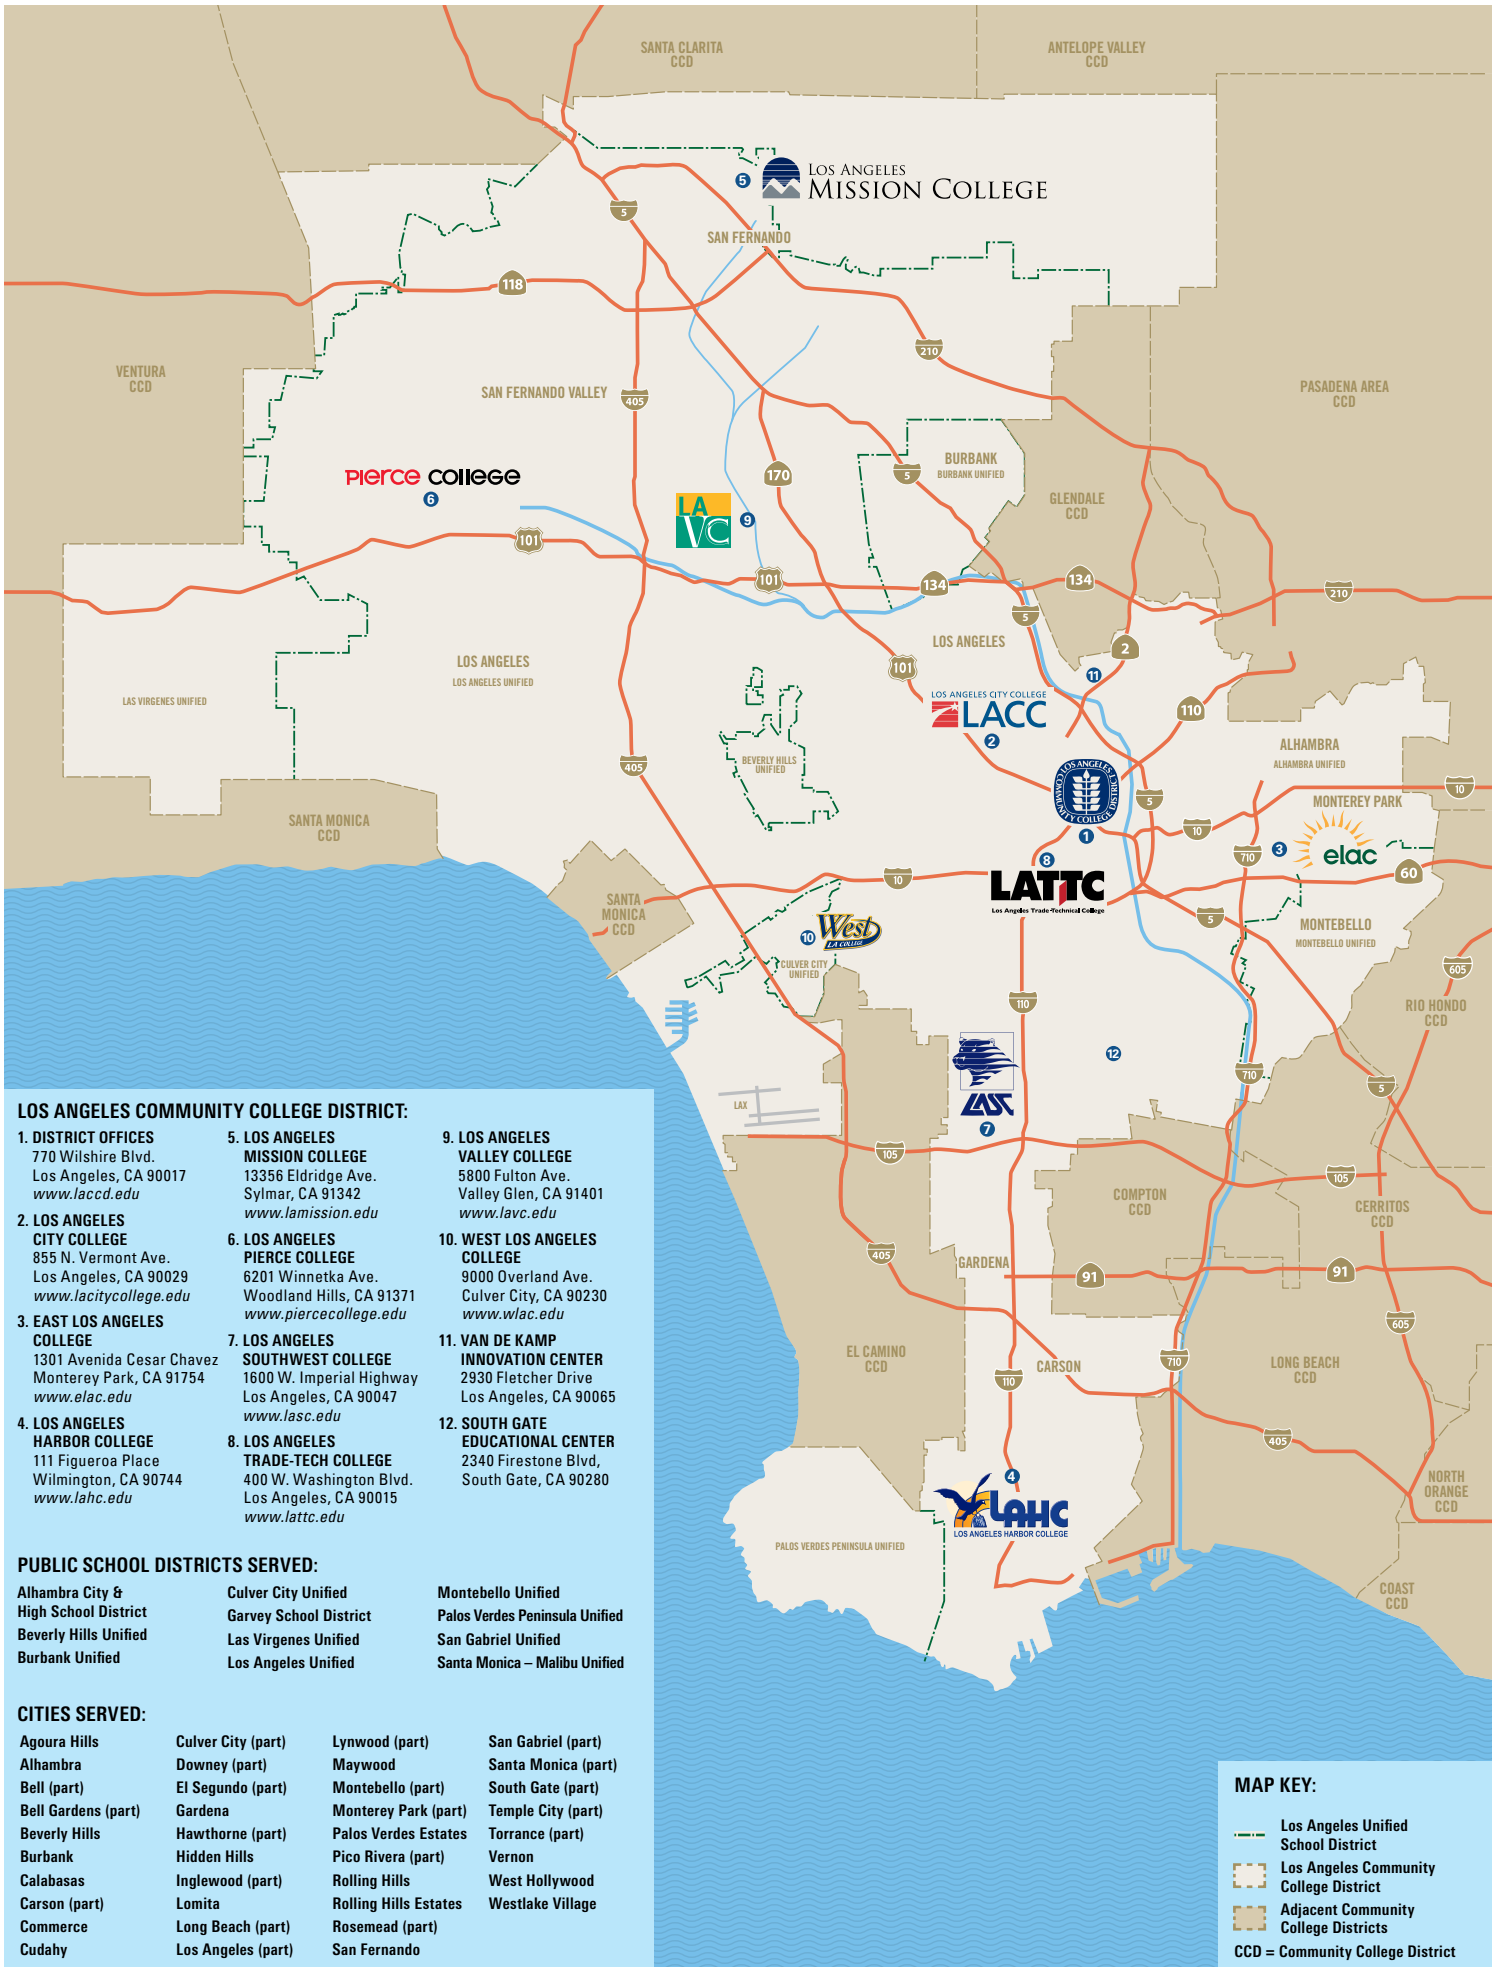 SANTA CLARITA
CCD
ANTELOPE VALLEY
CCD
5
LOS ANGELES
MISSION COLLEGE
5
SAN FERNANDO
118
210
VENTURA
CCD
SAN FERNANDO VALLEY
405
PASADENA AREA
CCD
PIERCE COLLEGE
6
170
5
BURBANK
BURBANK UNIFIED
GLENDALE
CCD
LA
VC
9
101
101
134
134
210
5
LOS ANGELES
2
101
11
LOS ANGELES
LOS ANGELES UNIFIED
LAS VIRGENES UNIFIED
LOS ANGELES CITY COLLEGE
LACC
2
110
ALHAMBRA
ALHAMBRA UNIFIED
405
BEVERLY HILLS
UNIFIED
LOS ANGELES COMMUNITY COLLEGE DISTRICT
5
10
MONTEREY PARK
SANTA MONICA
CCD
1
10
8
710
3
elac
60
LATTC
Los Angeles Trade-Technical College
10
SANTA
MONICA
CCD
5
10
West
LA COLLEGE
MONTEBELLO
MONTEBELLO UNIFIED
CULVER CITY
UNIFIED
605
110
RIO HONDO
CCD
12
710
5
LASC
7
LAX
105
105
COMPTON
CCD
CERRITOS
CCD
405
GARDENA
91
91
605
EL CAMINO
CCD
CARSON
710
LONG BEACH
CCD
110
405
4
NORTH
ORANGE
CCD
LAHC
LOS ANGELES HARBOR COLLEGE
PALOS VERDES PENINSULA UNIFIED
COAST
CCD
LOS ANGELES COMMUNITY COLLEGE DISTRICT:
1. DISTRICT OFFICES
770 Wilshire Blvd.
Los Angeles, CA 90017
www.laccd.edu
2. LOS ANGELES
CITY COLLEGE
855 N. Vermont Ave.
Los Angeles, CA 90029
www.lacitycollege.edu
3. EAST LOS ANGELES
COLLEGE
1301 Avenida Cesar Chavez
Monterey Park, CA 91754
www.elac.edu
4. LOS ANGELES
HARBOR COLLEGE
111 Figueroa Place
Wilmington, CA 90744
www.lahc.edu
5. LOS ANGELES
MISSION COLLEGE
13356 Eldridge Ave.
Sylmar, CA 91342
www.lamission.edu
6. LOS ANGELES
PIERCE COLLEGE
6201 Winnetka Ave.
Woodland Hills, CA 91371
www.piercecollege.edu
7. LOS ANGELES
SOUTHWEST COLLEGE
1600 W. Imperial Highway
Los Angeles, CA 90047
www.lasc.edu
8. LOS ANGELES
TRADE-TECH COLLEGE
400 W. Washington Blvd.
Los Angeles, CA 90015
www.lattc.edu
9. LOS ANGELES
VALLEY COLLEGE
5800 Fulton Ave.
Valley Glen, CA 91401
www.lavc.edu
10. WEST LOS ANGELES
COLLEGE
9000 Overland Ave.
Culver City, CA 90230
www.wlac.edu
11. VAN DE KAMP
INNOVATION CENTER
2930 Fletcher Drive
Los Angeles, CA 90065
12. SOUTH GATE
EDUCATIONAL CENTER
2340 Firestone Blvd,
South Gate, CA 90280
PUBLIC SCHOOL DISTRICTS SERVED:
Alhambra City &
High School District
Beverly Hills Unified
Burbank Unified
Culver City Unified
Garvey School District
Las Virgenes Unified
Los Angeles Unified
Montebello Unified
Palos Verdes Peninsula Unified
San Gabriel Unified
Santa Monica – Malibu Unified
CITIES SERVED:
Agoura Hills
Alhambra
Bell (part)
Bell Gardens (part)
Beverly Hills
Burbank
Calabasas
Carson (part)
Commerce
Cudahy
Culver City (part)
Downey (part)
El Segundo (part)
Gardena
Hawthorne (part)
Hidden Hills
Inglewood (part)
Lomita
Long Beach (part)
Los Angeles (part)
Lynwood (part)
Maywood
Montebello (part)
Monterey Park (part)
Palos Verdes Estates
Pico Rivera (part)
Rolling Hills
Rolling Hills Estates
Rosemead (part)
San Fernando
San Gabriel (part)
Santa Monica (part)
South Gate (part)
Temple City (part)
Torrance (part)
Vernon
West Hollywood
Westlake Village
MAP KEY:
Los Angeles Unified
School District
Los Angeles Community
College District
Adjacent Community
College Districts
CCD = Community College District